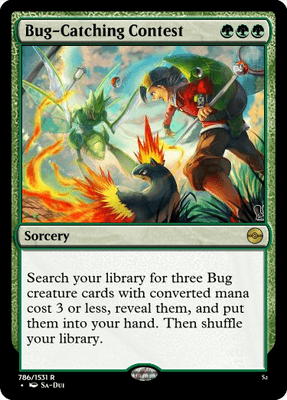 Bug-Catching Contest
Sorcery
Search your library for three Bug
creature cards with converted mana
cost 3 or less, reveal them, and put
them into your hand. Then shuffle
your library.
786/1531 R
• Sa-Dui